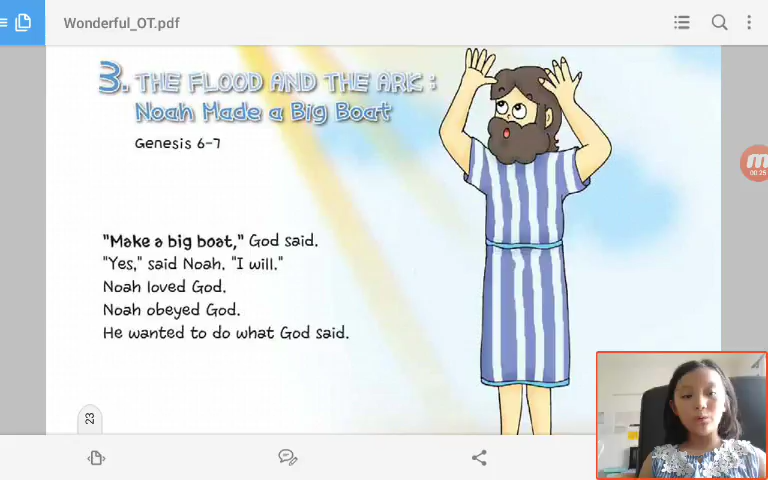 Wonderful_OT.pdf
3. THE FLOOD AND THE ARK:
Noah Made a Big Boat
Genesis 6-7
"Make a big boat," God said.
"Yes," said Noah. "I will."
Noah loved God.
Noah obeyed God.
He wanted to do what God said.
23
M
00:25